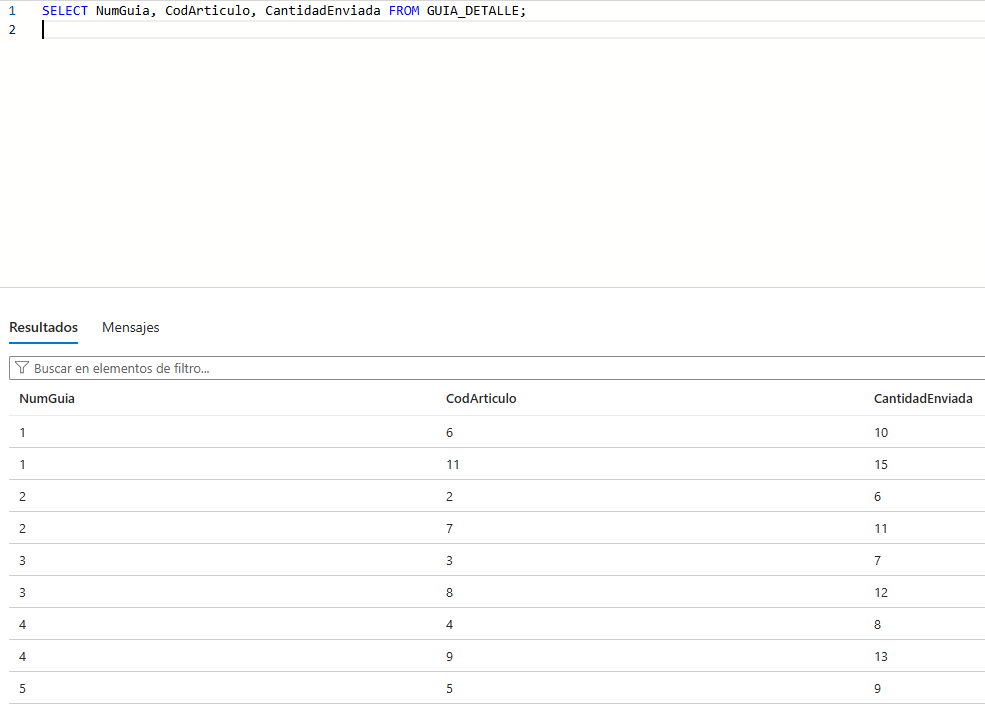 1 SELECT NumGuia, CodArticulo, CantidadEnviada FROM GUIA_DETALLE;
2
Resultados Mensajes
Buscar en elementos de filtro...
NumGuia CodArticulo CantidadEnviada
1 6 10
1 11 15
2 2 6
2 7 11
3 3 7
3 8 12
4 4 8
4 9 13
5 5 9